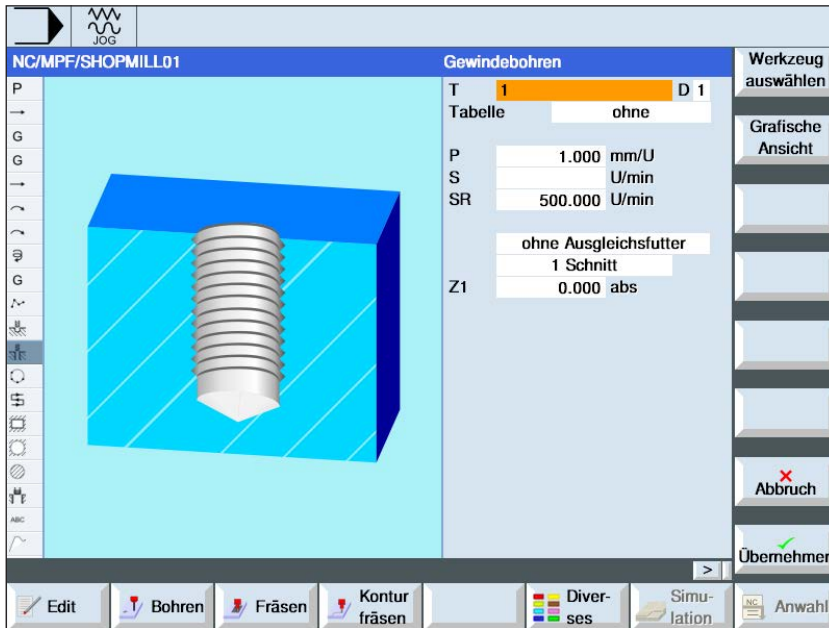 JOG
NC/MPF/SHOPMILL01
Gewindebohren
T 1 D 1
Tabelle ohne
P 1.000 mm/U
S U/min
SR 500.000 U/min
ohne Ausgleichsfutter
1 Schnitt
Z1 0.000 abs
P
G
G
G
ABC
Werkzeug
auswählen
Grafische
Ansicht
Abbruch
Übernehmen
>
Edit
Bohren
Fräsen
Kontur
fräsen
Diver-
ses
Simu-
lation
NC
Anwahl